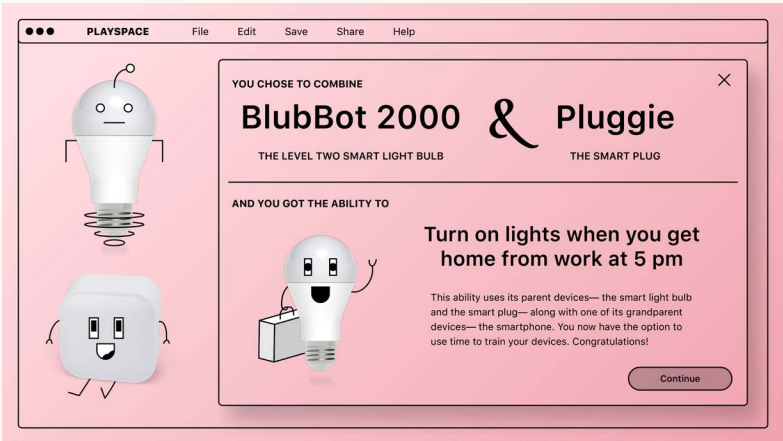 PLAYSPACE File Edit Save Share Help
YOU CHOSE TO COMBINE
BlubBot 2000 & Pluggie
THE LEVEL TWO SMART LIGHT BULB THE SMART PLUG
AND YOU GOT THE ABILITY TO
Turn on lights when you get
home from work at 5 pm
This ability uses its parent devices— the smart light bulb
and the smart plug— along with one of its grandparent
devices— the smartphone. You now have the option to
use time to train your devices. Congratulations!
Continue